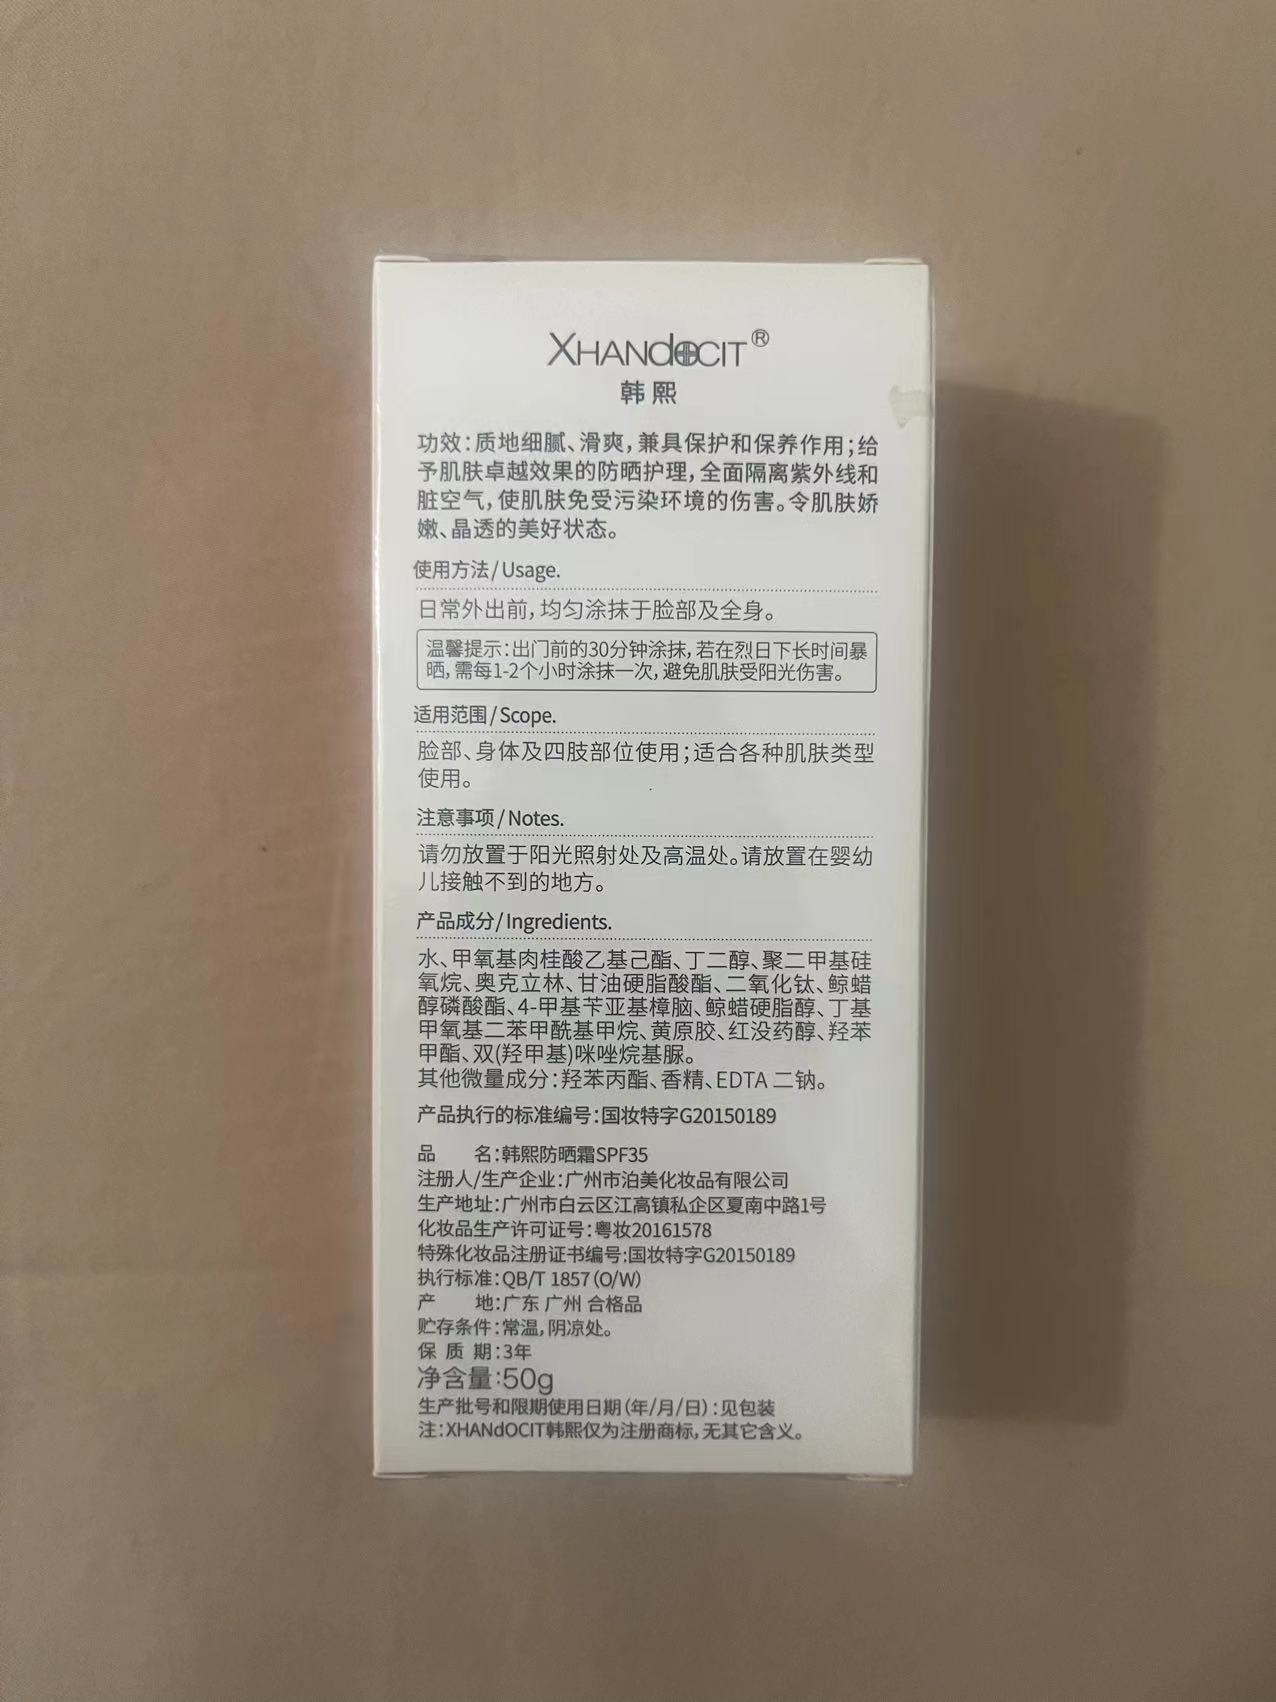 XHANdOCIT®
韩熙
功效：质地细腻、滑爽，兼具保护和保养作用；给
予肌肤卓越效果的防晒护理，全面隔离紫外线和
脏空气，使肌肤免受污染环境的伤害。令肌肤娇
嫩、晶透的美好状态。
使用方法/Usage.
日常外出前，均匀涂抹于脸部及全身。
温馨提示：出门前的30分钟涂抹，若在烈日下长时间暴
晒，需每1-2个小时涂抹一次，避免肌肤受阳光伤害。
适用范围/Scope.
脸部、身体及四肢部位使用；适合各种肌肤类型
使用。
注意事项/Notes.
请勿放置于阳光照射处及高温处。请放置在婴幼
儿接触不到的地方。
产品成分/Ingredients.
水、甲氧基肉桂酸乙基己酯、丁二醇、聚二甲基硅
氧烷、奥克立林、甘油硬脂酸酯、二氧化钛、鲸蜡
醇磷酸酯、4-甲基苄亚基樟脑、鲸蜡硬脂醇、丁基
甲氧基二苯甲酰基甲烷、黄原胶、红没药醇、羟苯
甲酯、双(羟甲基)咪唑烷基脲。
其他微量成分：羟苯丙酯、香精、EDTA 二钠。
产品执行的标准编号：国妆特字G20150189
品 名：韩熙防晒霜SPF35
注册人/生产企业：广州市泊美化妆品有限公司
生产地址：广州市白云区江高镇私企区夏南中路1号
化妆品生产许可证号：粤妆20161578
特殊化妆品注册证书编号:国妆特字G20150189
执行标准：QB/T 1857（O/W）
产 地：广东 广州 合格品
贮存条件：常温，阴凉处。
保 质 期：3年
净含量：50g
生产批号和限期使用日期（年/月/日）：见包装
注：XHANdOCIT韩熙仅为注册商标，无其它含义。